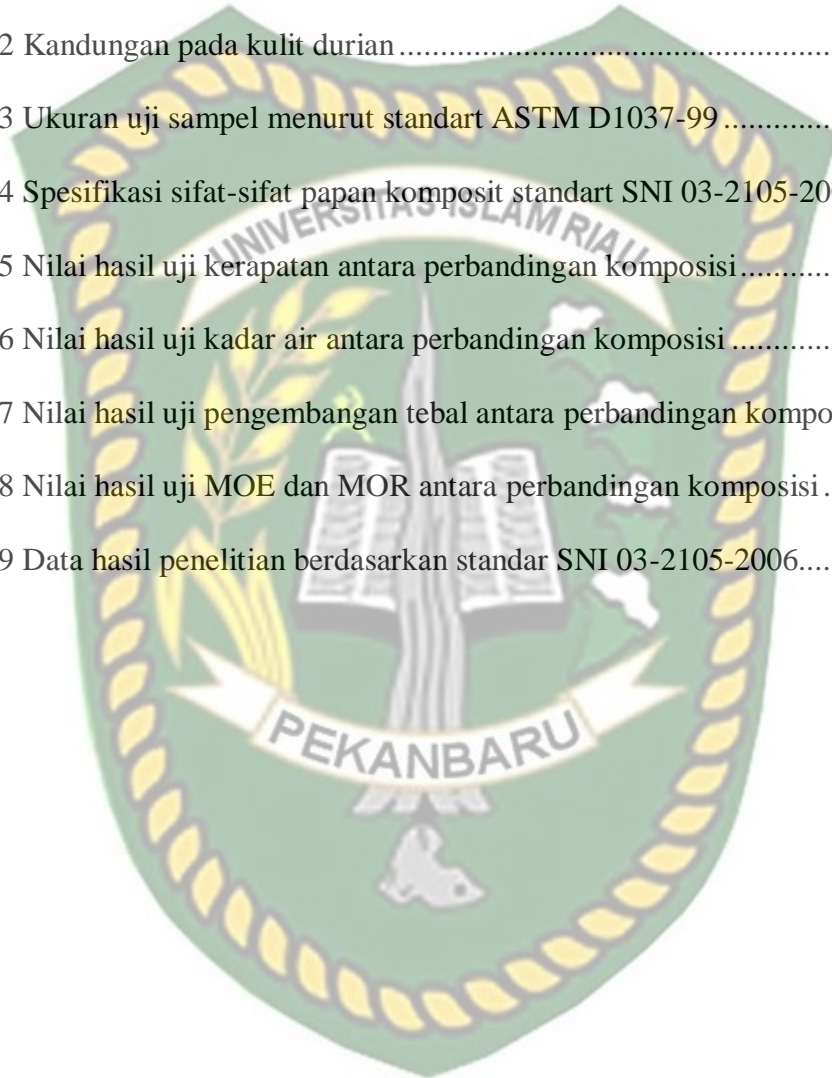 2 Kandungan pada kulit durian ..................................................
3 Ukuran uji sampel menurut standart ASTM D1037-99 .............
4 Spesifikasi sifat-sifat papan komposit standart SNI 03-2105-20
UNIVERSITAS ISLAM RIAU
5 Nilai hasil uji kerapatan antara perbandingan komposisi ...........
6 Nilai hasil uji kadar air antara perbandingan komposisi ............
7 Nilai hasil uji pengembangan tebal antara perbandingan kompo
8 Nilai hasil uji MOE dan MOR antara perbandingan komposisi .
9 Data hasil penelitian berdasarkan standar SNI 03-2105-2006....
PEKANBARU